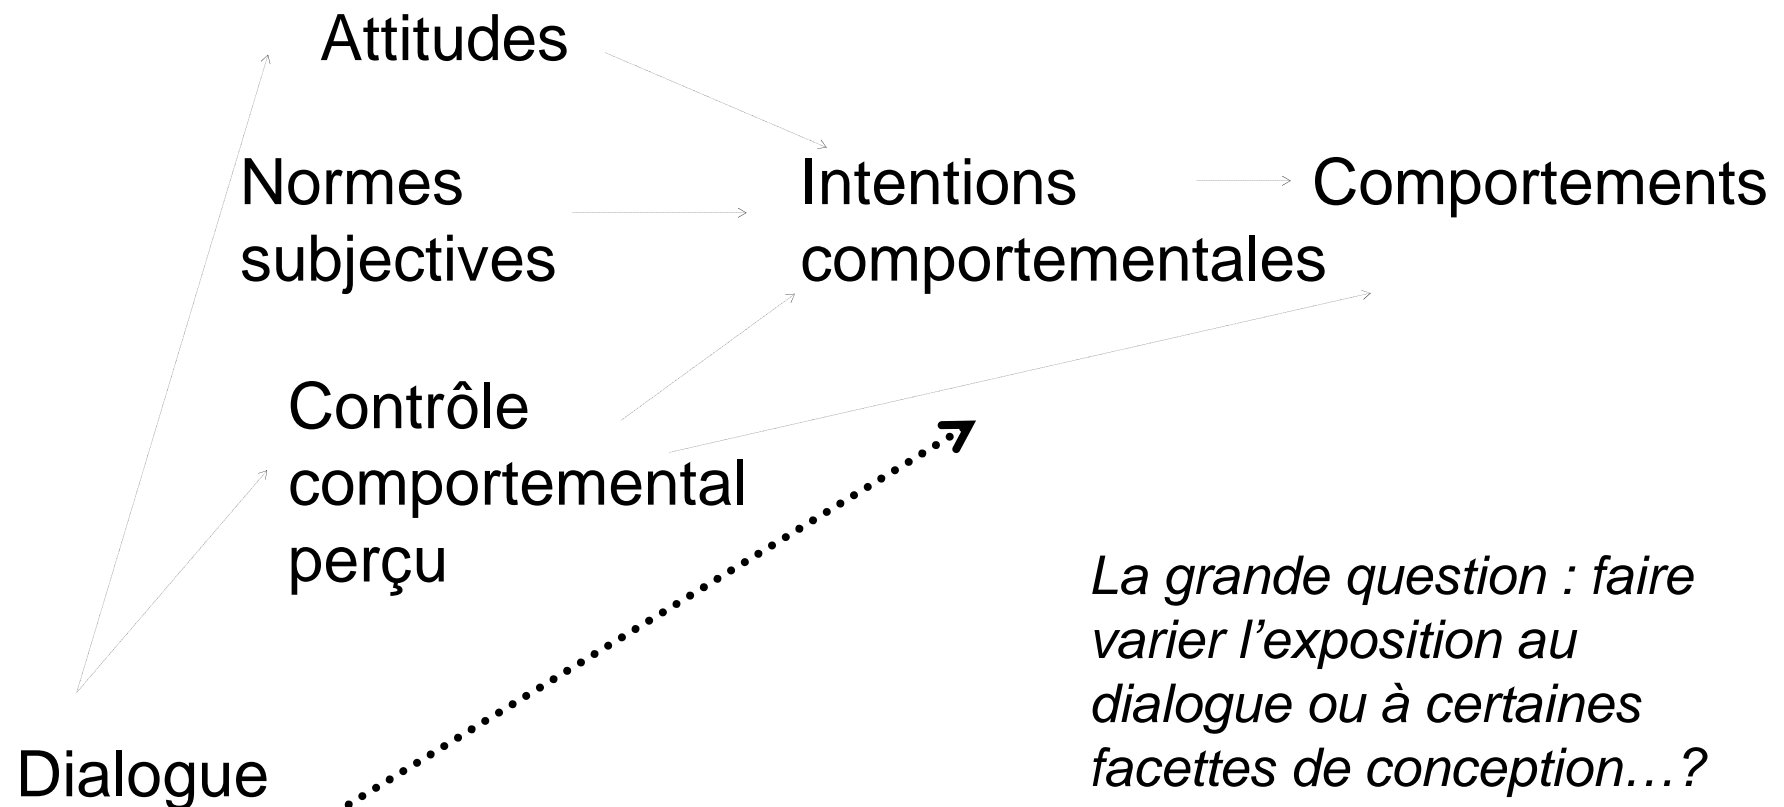 Attitudes
Normes
subjectives
Intentions
comportementales
Comportements
Contrôle
comportemental
perçu
Dialogue
La grande question : faire
varier l’exposition au
dialogue ou à certaines
facettes de conception…?